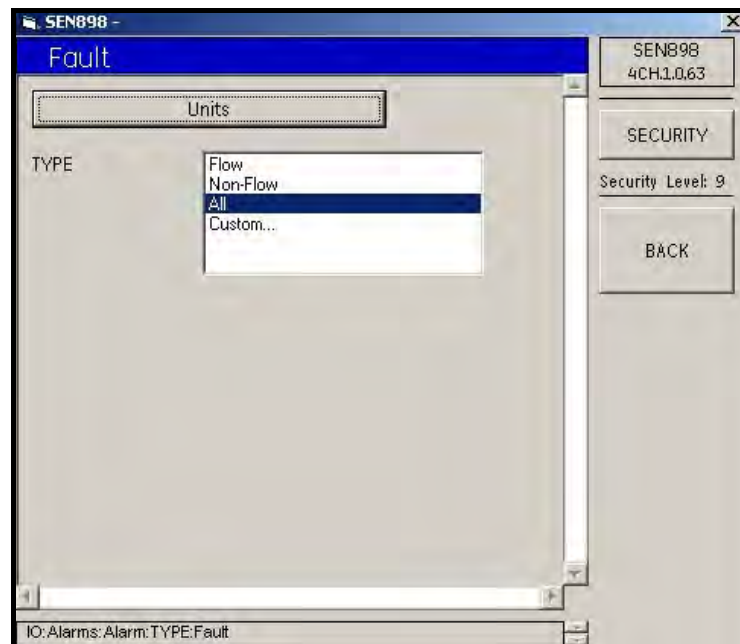 SEN898 -
Fault
Units
TYPE
Flow
Non-Flow
All
Custom...
IO:Alarms:Alarm:TYPE:Fault
SEN898
4CH.1.0.63
SECURITY
Security Level: 9
BACK